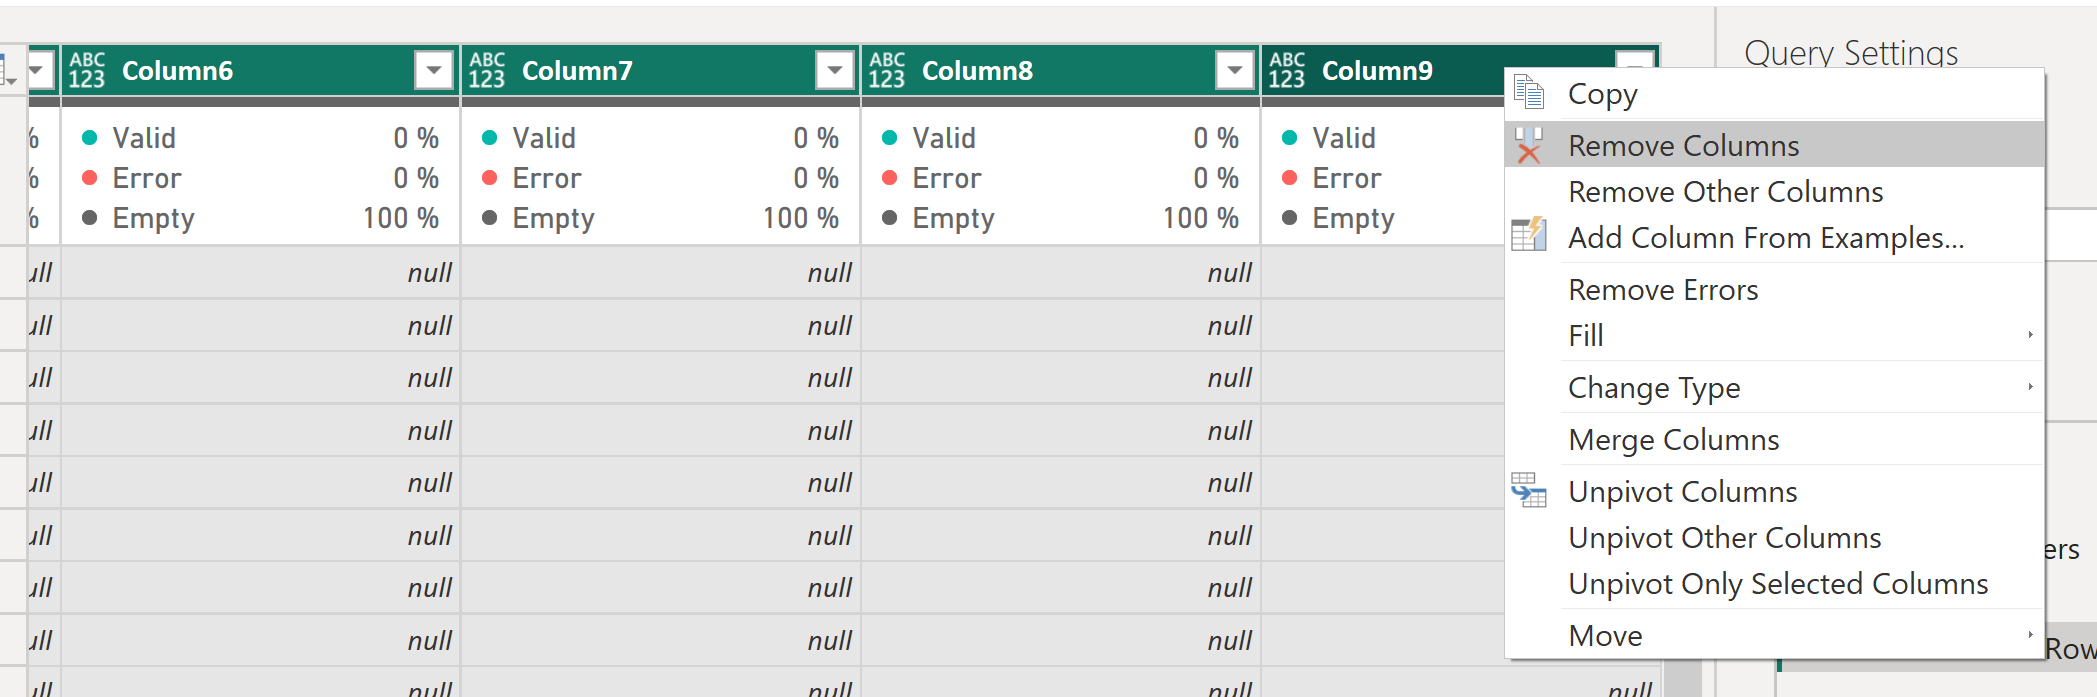 ABC 123 Column6 ABC 123 Column7 ABC 123 Column8 ABC 123 Column9 Query Settings
% Valid 0 % Valid 0 % Valid 0 % Valid
% Error 0 % Error 0 % Error 0 % Error
% Empty 100 % Empty 100 % Empty 100 % Empty
ull null null null
ull null null null
ull null null null
ull null null null
ull null null null
ull null null null
ull null null null
ull null null null
ull null null null null
Copy
Remove Columns
Remove Other Columns
Add Column From Examples...
Remove Errors
Fill
Change Type
Merge Columns
Unpivot Columns
Unpivot Other Columns
Unpivot Only Selected Columns
Move
ers
Row